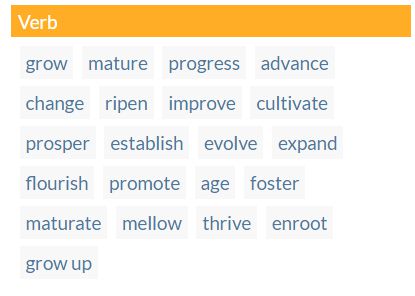 Verb
grow mature progress advance
change ripen improve cultivate
prosper establish evolve expand
flourish promote age foster
maturate mellow thrive enroot
grow up